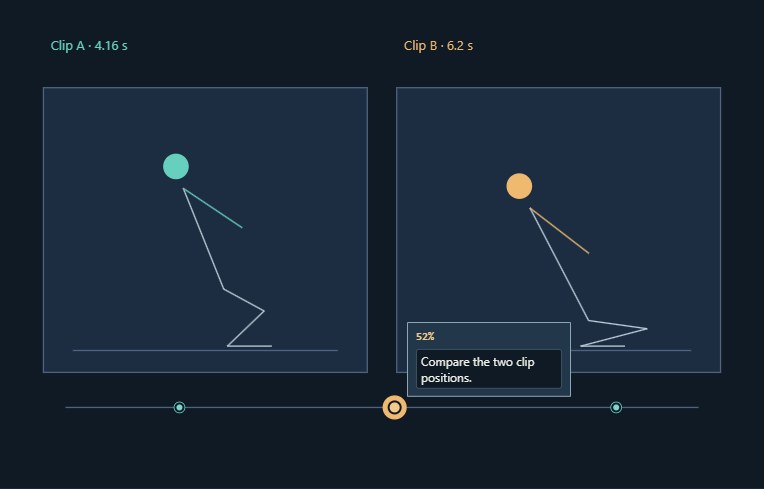 Clip A · 4.16 s
Clip B · 6.2 s
52%
Compare the two clip
positions.